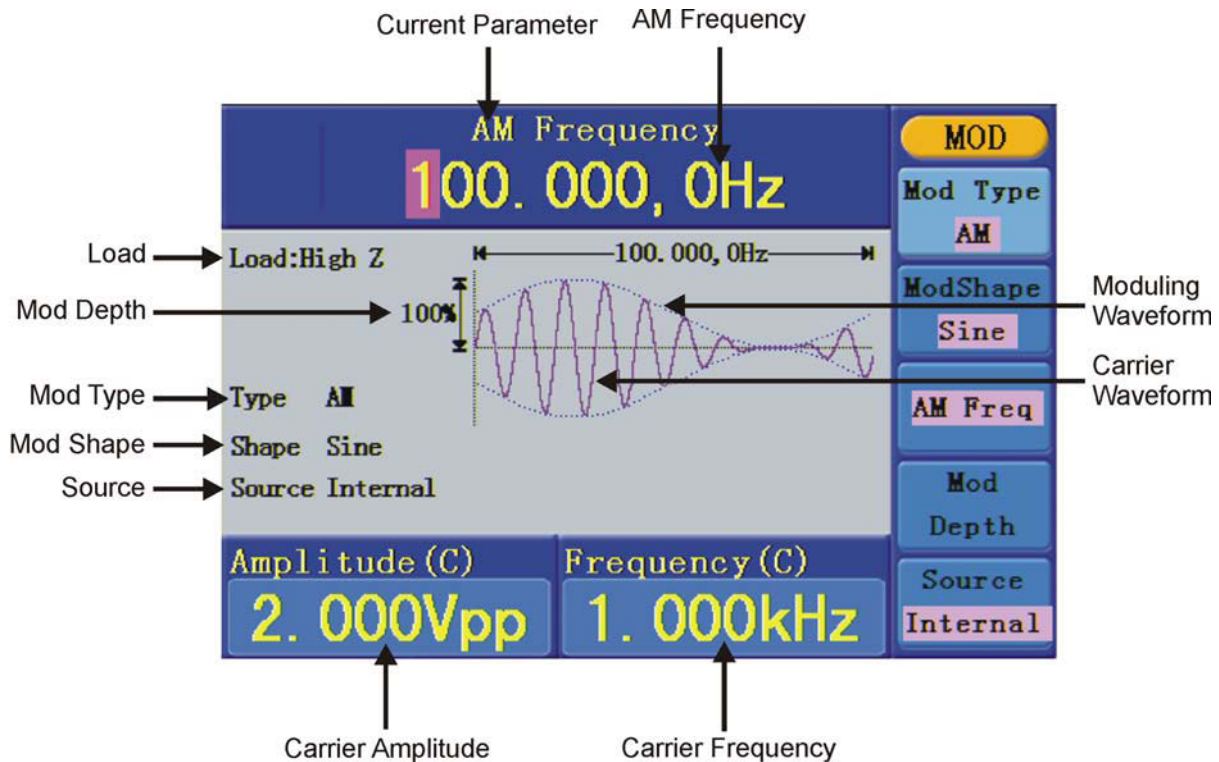 Current Parameter
AM Frequency
AM Frequency
100.000,0Hz
MOD
Mod Type
AM
Load
Load:High Z
100.000,0Hz
Mod Depth
100%
ModShape
Sine
Moduling
Waveform
Carrier
Waveform
Mod Type
Type AM
AM Freq
Mod Shape
Shape Sine
Source
Source Internal
Mod
Depth
Amplitude(C)
2.000Vpp
Frequency(C)
1.000kHz
Source
Internal
Carrier Amplitude
Carrier Frequency